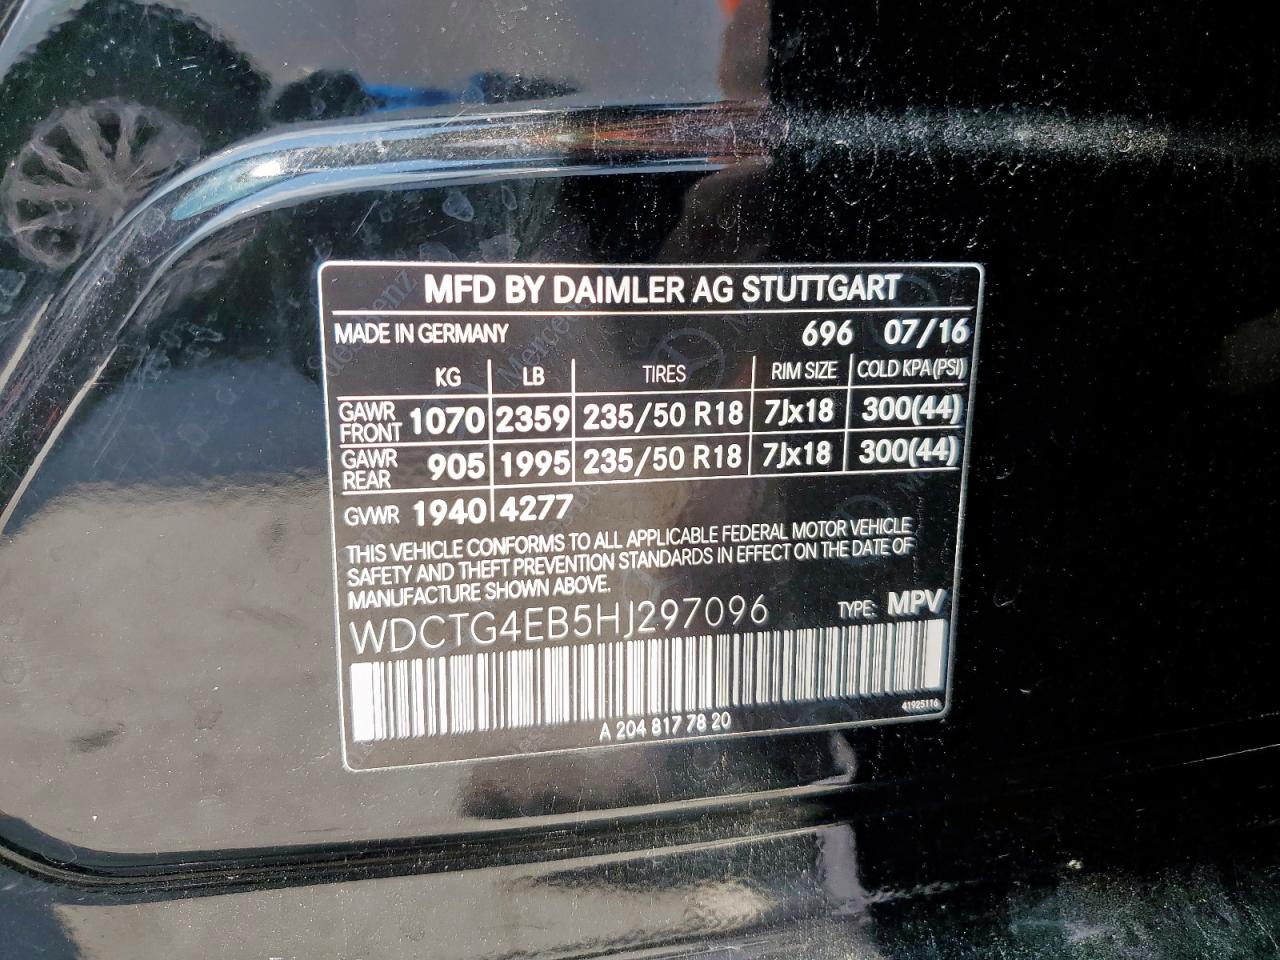 MFD BY DAIMLER AG STUTTGART
MADE IN GERMANY 696 07/16
KG LB TIRES RIM SIZE COLD KPA (PSI)
GAWR FRONT 1070 2359 235/50 R18 7Jx18 300(44)
GAWR REAR 905 1995 235/50 R18 7Jx18 300(44)
GVWR 1940 4277
THIS VEHICLE CONFORMS TO ALL APPLICABLE FEDERAL MOTOR VEHICLE
SAFETY AND THEFT PREVENTION STANDARDS IN EFFECT ON THE DATE OF
MANUFACTURE SHOWN ABOVE.
WDCTG4EB5HJ297096 TYPE: MPV
A 204 817 78 20 41925116